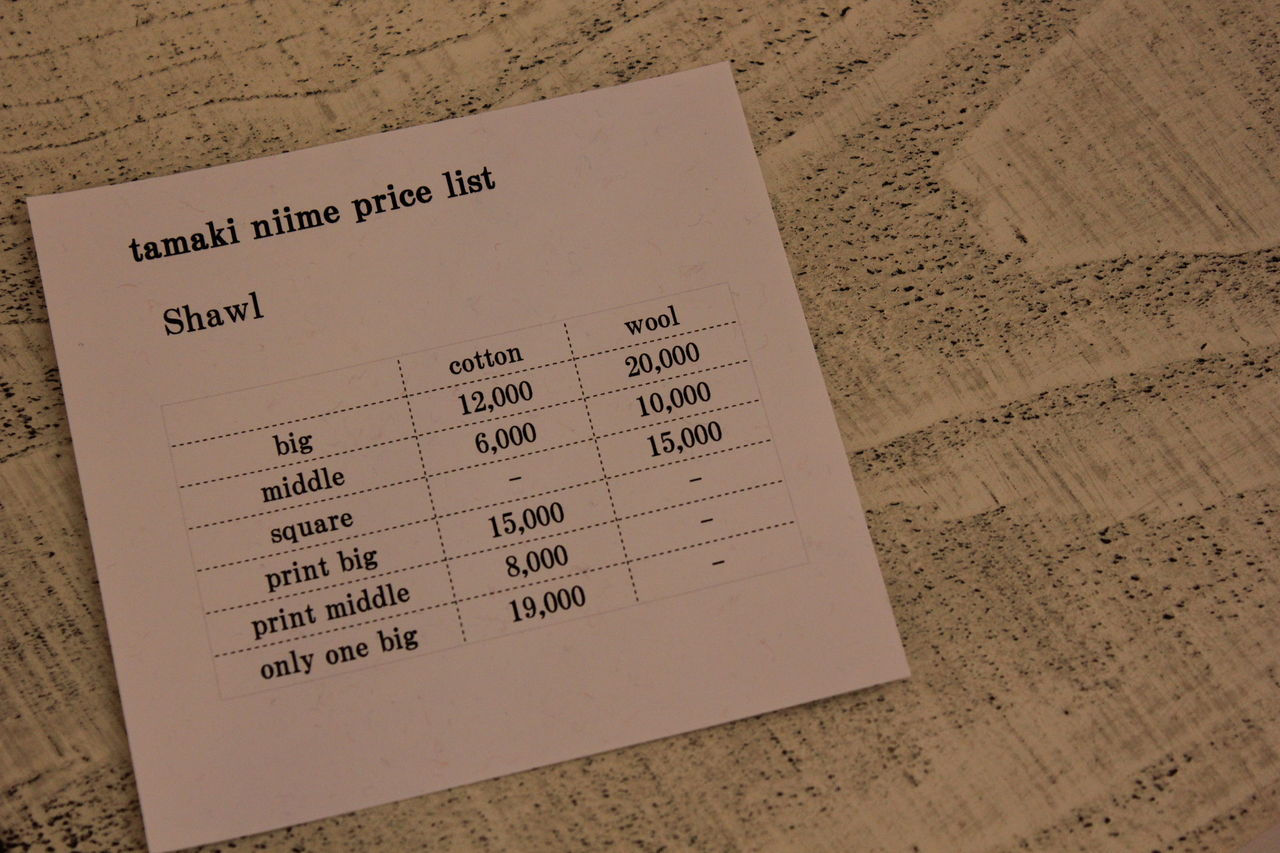 tamaki niime price list
Shawl
cotton wool
big 12,000 20,000
middle 6,000 10,000
square – 15,000
print big 15,000 –
print middle 8,000 –
only one big 19,000 –